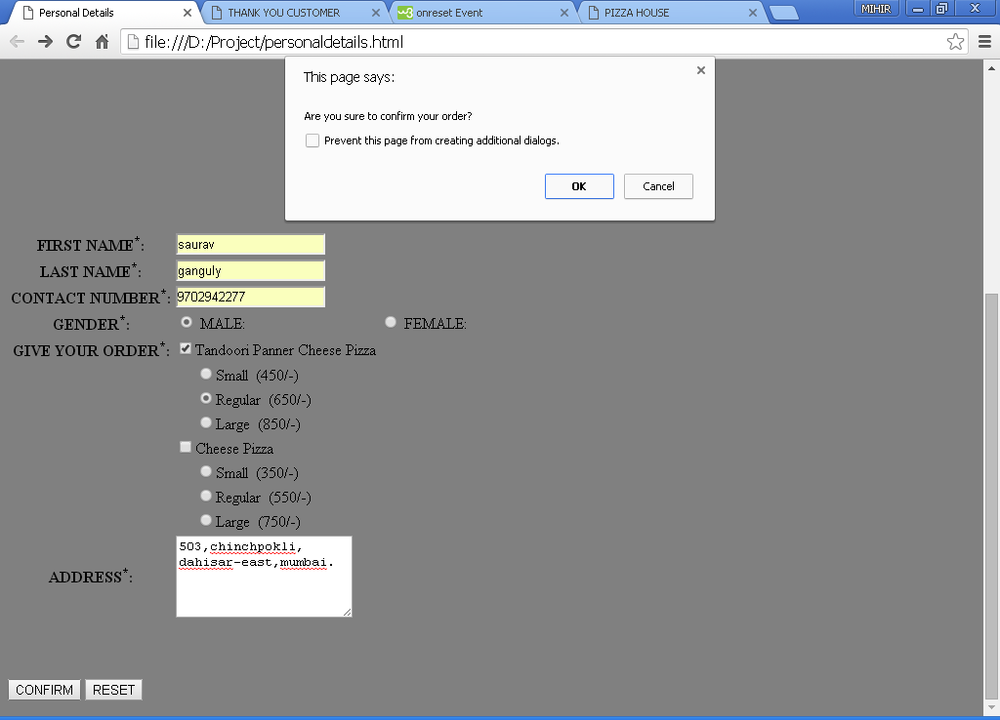 Personal Details
THANK YOU CUSTOMER
onreset Event
PIZZA HOUSE
MIHIR
file:///D:/Project/personaldetails.html
This page says:
Are you sure to confirm your order?
Prevent this page from creating additional dialogs.
OK Cancel
FIRST NAME*: saurav
LAST NAME*: ganguly
CONTACT NUMBER*: 9702942277
GENDER*: MALE: FEMALE:
GIVE YOUR ORDER*: Tandoori Panner Cheese Pizza
Small (450/-)
Regular (650/-)
Large (850/-)
Cheese Pizza
Small (350/-)
Regular (550/-)
Large (750/-)
503,chinchpokli,
dahisar-east,mumbai.
ADDRESS*:
CONFIRM RESET